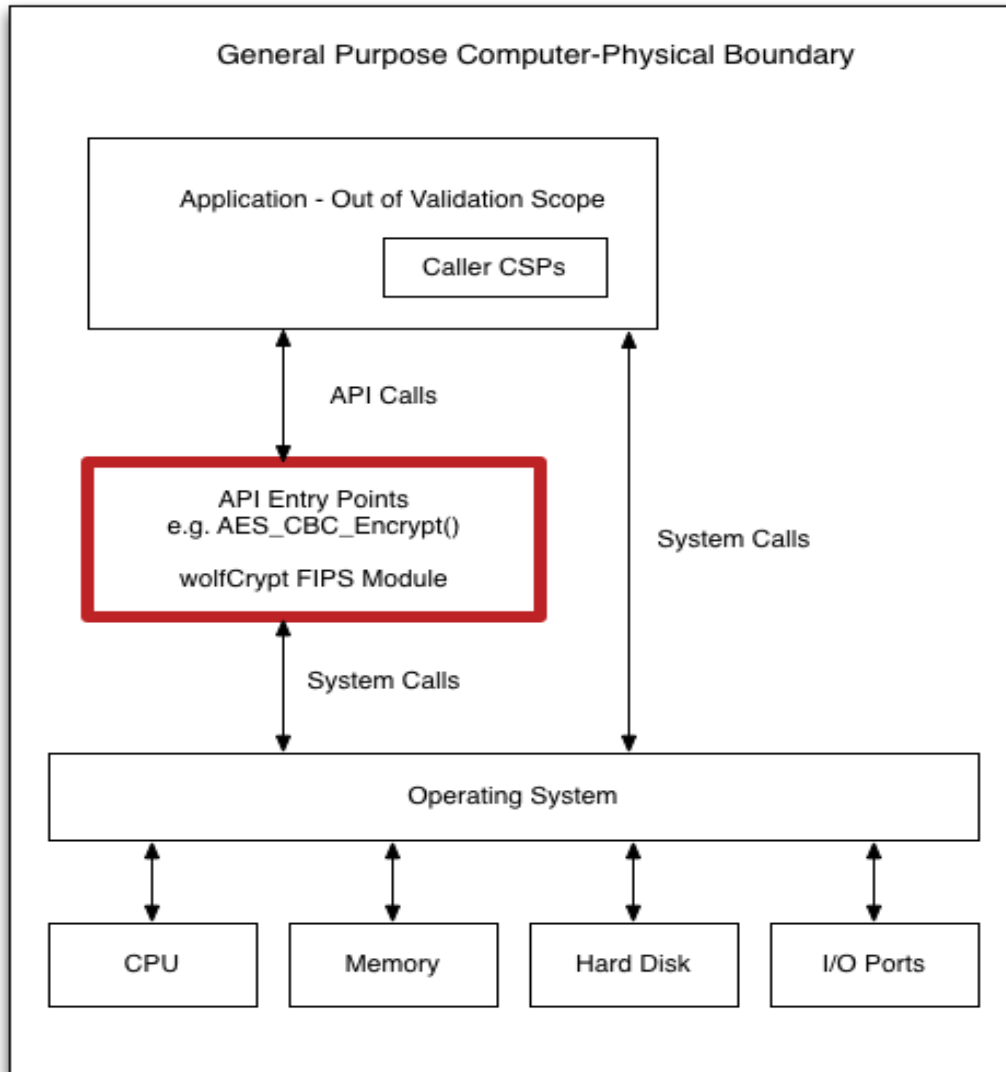 General Purpose Computer-Physical Boundary
Application - Out of Validation Scope
Caller CSPs
API Calls
API Entry Points
e.g. AES_CBC_Encrypt()
wolfCrypt FIPS Module
System Calls
System Calls
Operating System
CPU
Memory
Hard Disk
I/O Ports